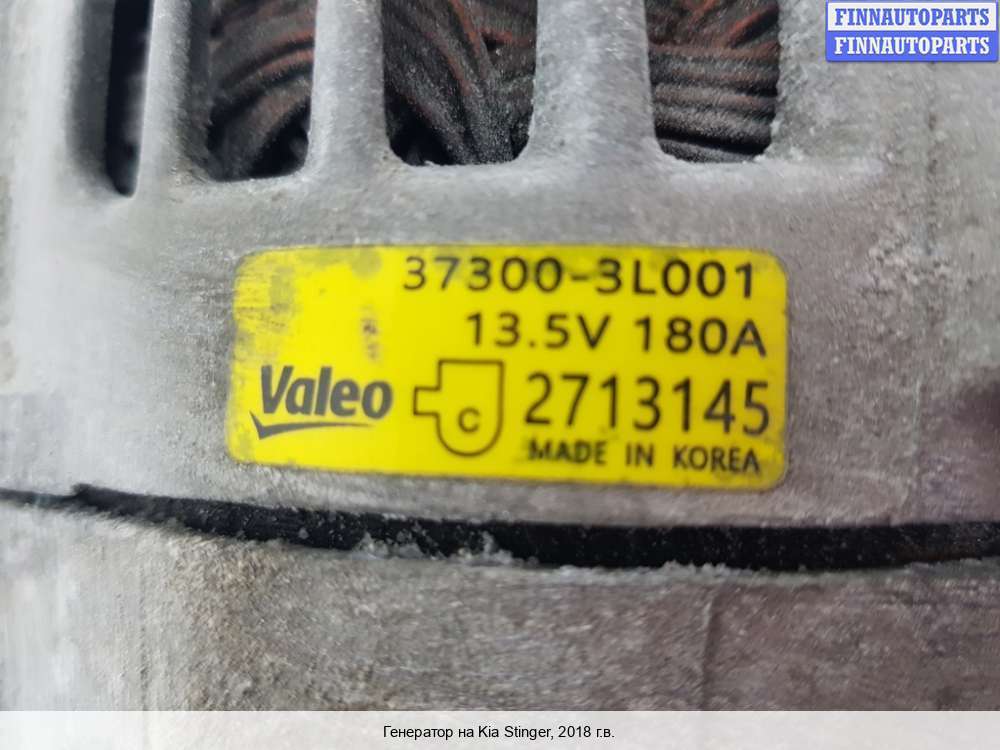 FINNAUTOPARTS
FINNAUTOPARTS
37300-3L001
13.5V 180A
Valeo C 2713145
MADE IN KOREA
Генератор на Kia Stinger, 2018 г.в.